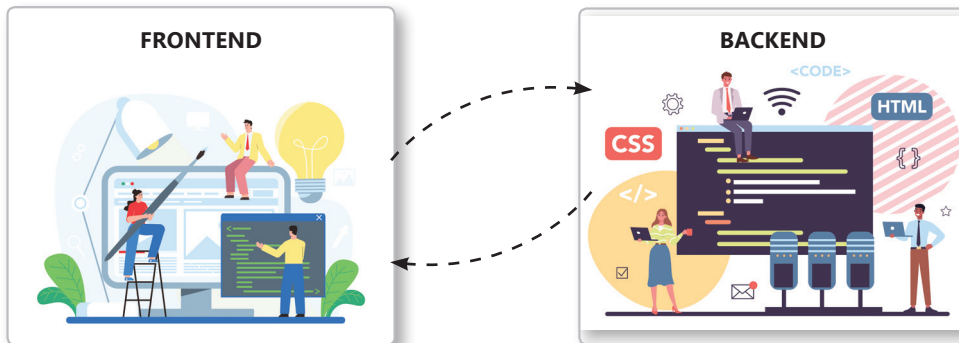 FRONTEND
BACKEND
<CODE>
HTML
CSS
{ }
</>
<
>